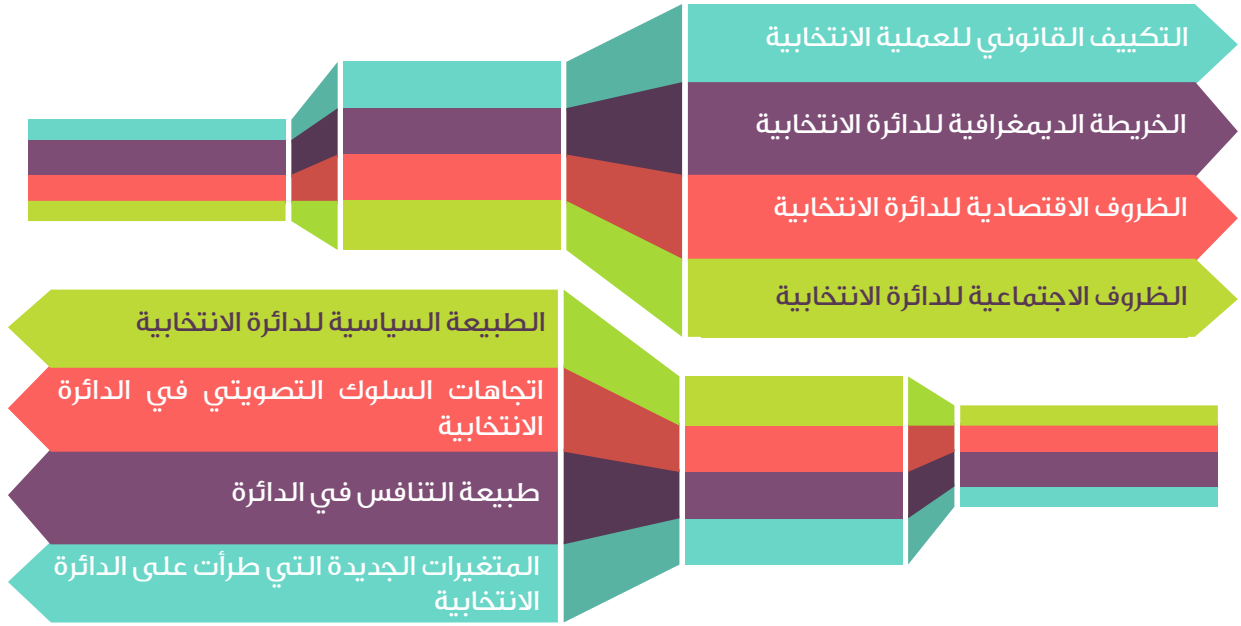 التكييف القانوني للعملية الانتخابية
الخريطة الديمغرافية للدائرة الانتخابية
الظروف الاقتصادية للدائرة الانتخابية
الظروف الاجتماعية للدائرة الانتخابية
الطبيعة السياسية للدائرة الانتخابية
اتجاهات السلوك التصويتي في الدائرة
الانتخابية
طبيعة التنافس في الدائرة
المتغيرات الجديدة التي طرأت على الدائرة
الانتخابية